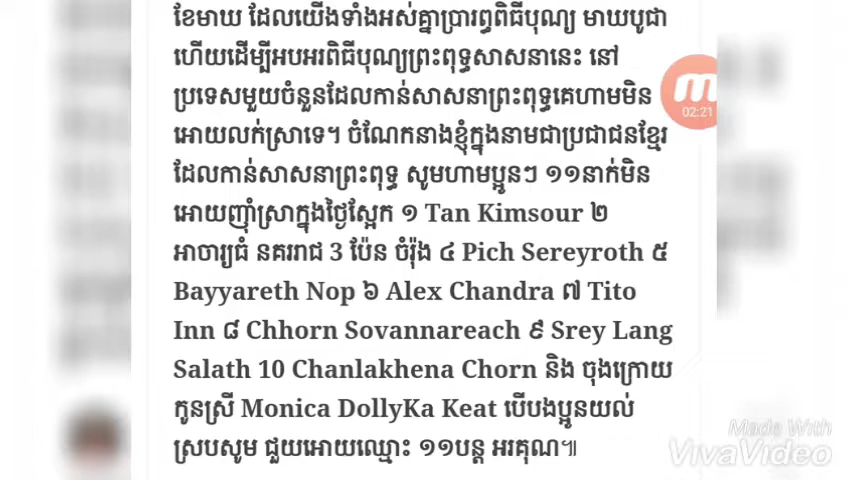 ខែមាឃ ដែលយើងទាំងអស់គ្នាប្រារព្ធពិធីបុណ្យ មាឃបូជា
ហើយដើម្បីអបអរពិធីបុណ្យព្រះពុទ្ធសាសនានេះ នៅ
ប្រទេសមួយចំនួនដែលកាន់សាសនាព្រះពុទ្ធគេហាមមិន
អោយលក់ស្រាទេ។ ចំណែកនាងខ្ញុំក្នុងនាមជាប្រជាជនខ្មែរ
ដែលកាន់សាសនាព្រះពុទ្ធ សូមហាមប្អូនៗ ១១នាក់មិន
អោយញ៉ាំស្រាក្នុងថ្ងៃស្អែក ១ Tan Kimsour ២
អាចារ្យធំ នគររាជ 3 ប៉ែន ចំរ៉ុង ៤ Pich Sereyroth ៥
Bayyareth Nop ៦ Alex Chandra ៧ Tito
Inn ៨ Chhorn Sovannareach ៩ Srey Lang
Salath 10 Chanlakhena Chorn និង ចុងក្រោយ
កូនស្រី Monica DollyKa Keat បើបងប្អូនយល់
ស្របសូម ជួយអោយឈ្មោះ ១១បន្ត អរគុណ៕
02:21
Made With
VivaVideo